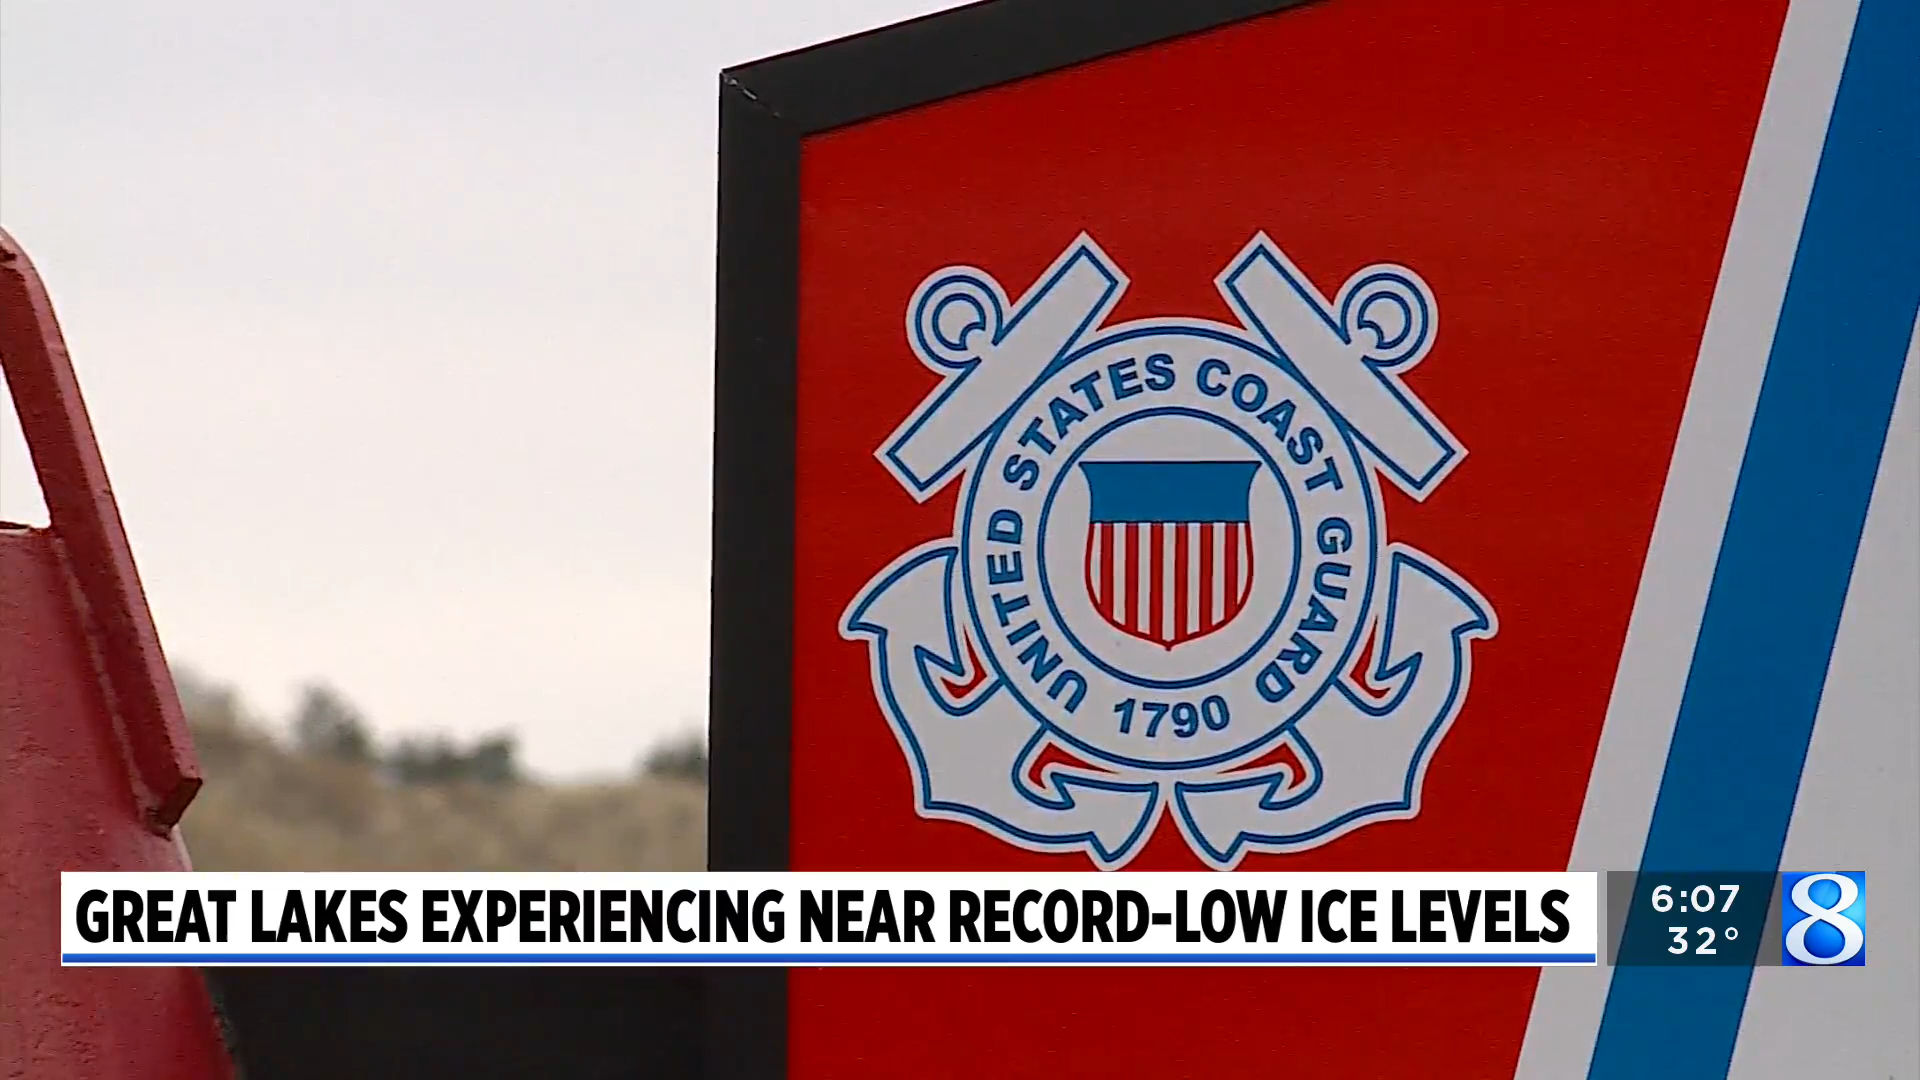 UNITED STATES COAST GUARD
1790
GREAT LAKES EXPERIENCING NEAR RECORD-LOW ICE LEVELS
6:07
32°
8